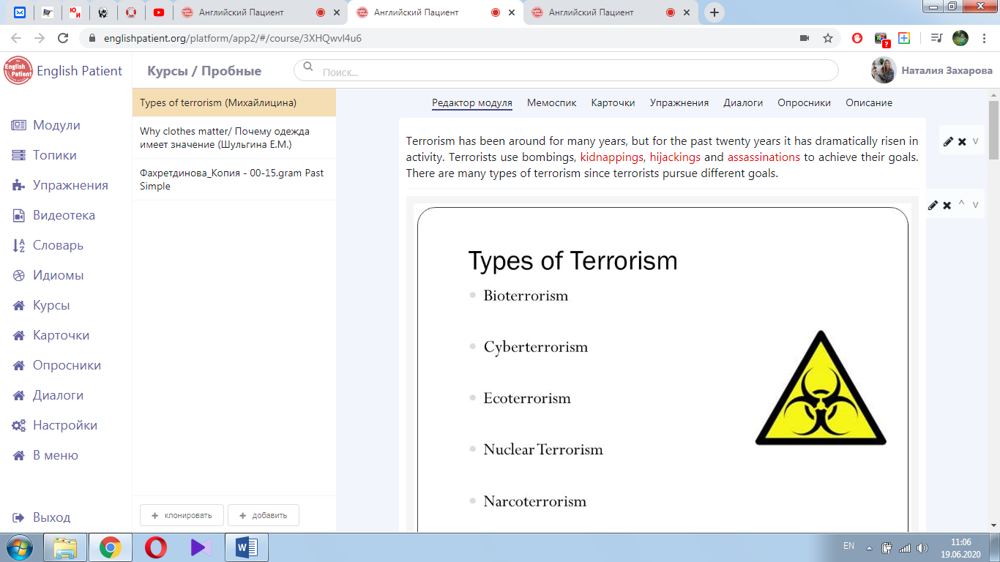 Английский Пациент
Английский Пациент
Английский Пациент
englishpatient.org/platform/app2/#/course/3XHQwvI4u6
English Patient
English Patient
Курсы / Пробные
Поиск...
Наталия Захарова
Модули
Топики
Упражнения
Видеотека
Словарь
Идиомы
Курсы
Карточки
Опросники
Диалоги
Настройки
В меню
Выход
Types of terrorism (Михайлицина)
Why clothes matter/ Почему одежда
имеет значение (Шульгина Е.М.)
Фахретдинова_Копия - 00-15.gram Past
Simple
+ клонировать
+ добавить
Редактор модуля Мемоспик Карточки Упражнения Диалоги Опросники Описание
Terrorism has been around for many years, but for the past twenty years it has dramatically risen in
activity. Terrorists use bombings, kidnappings, hijackings and assassinations to achieve their goals.
There are many types of terrorism since terrorists pursue different goals.
Types of Terrorism
Bioterrorism
Cyberterrorism
Ecoterrorism
Nuclear Terrorism
Narcoterrorism
EN
11:06
19.06.2020